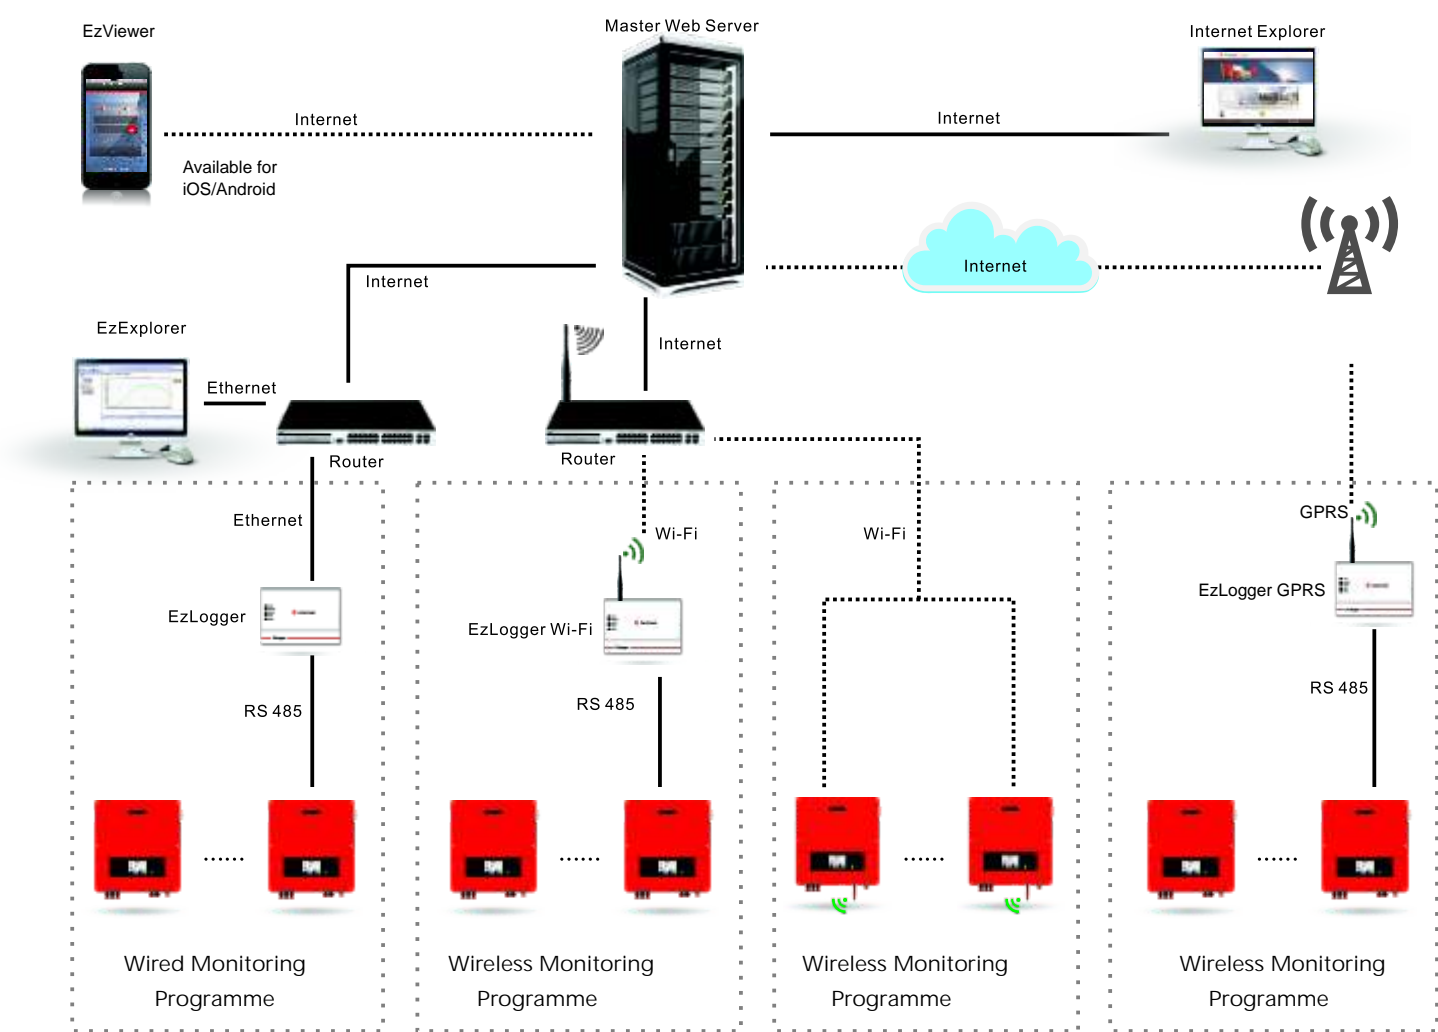 EzViewer
Master Web Server
Internet Explorer
Internet
Internet
Available for
iOS/Android
Internet
Internet
EzExplorer
Internet
Ethernet
Router
Router
GPRS
Ethernet
Wi-Fi
Wi-Fi
EzLogger
EzLogger Wi-Fi
EzLogger GPRS
RS 485
RS 485
RS 485
......
......
......
......
Wired Monitoring
Programme
Wireless Monitoring
Programme
Wireless Monitoring
Programme
Wireless Monitoring
Programme